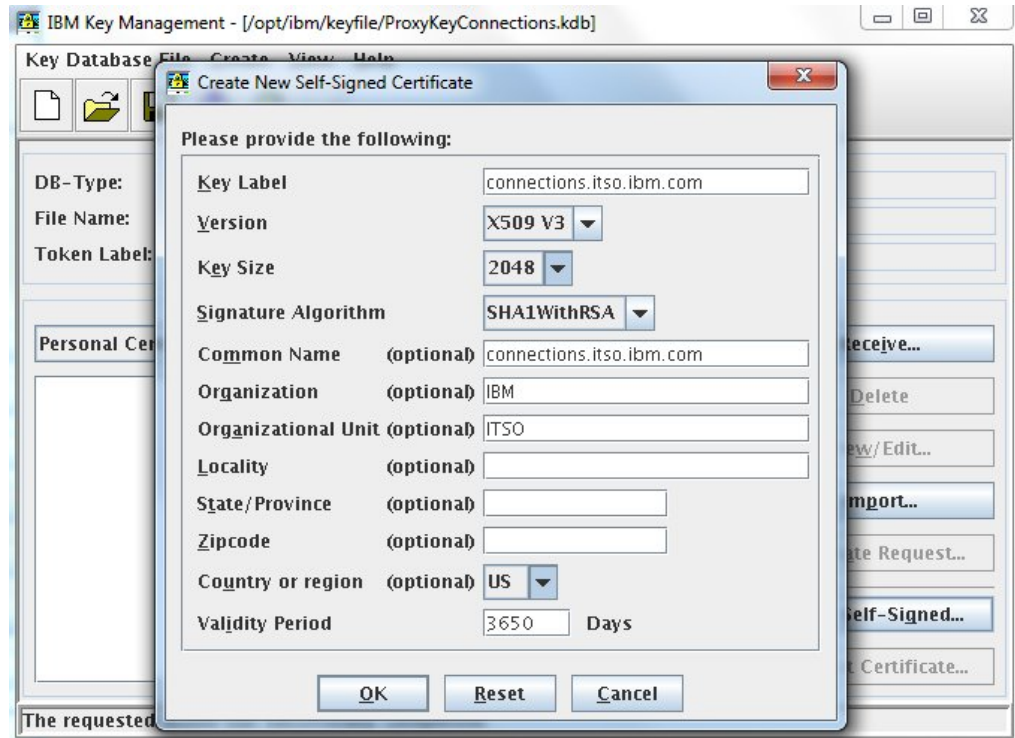 IBM Key Management - [/opt/ibm/keyfile/ProxyKeyConnections.kdb]
Key Database File Create View Help
Create New Self-Signed Certificate
Please provide the following:
DB-Type:
File Name:
Token Label:
Key Label connections.itso.ibm.com
Version X509 V3
Key Size 2048
Signature Algorithm SHA1WithRSA
Common Name (optional) connections.itso.ibm.com
Organization (optional) IBM
Organizational Unit (optional) ITSO
Locality (optional)
State/Province (optional)
Zipcode (optional)
Country or region (optional) US
Validity Period 3650 Days
OK Reset Cancel
Personal Cer
eceive...
Delete
ew/Edit...
mport...
ate Request...
Self-Signed...
t Certificate...
The requested